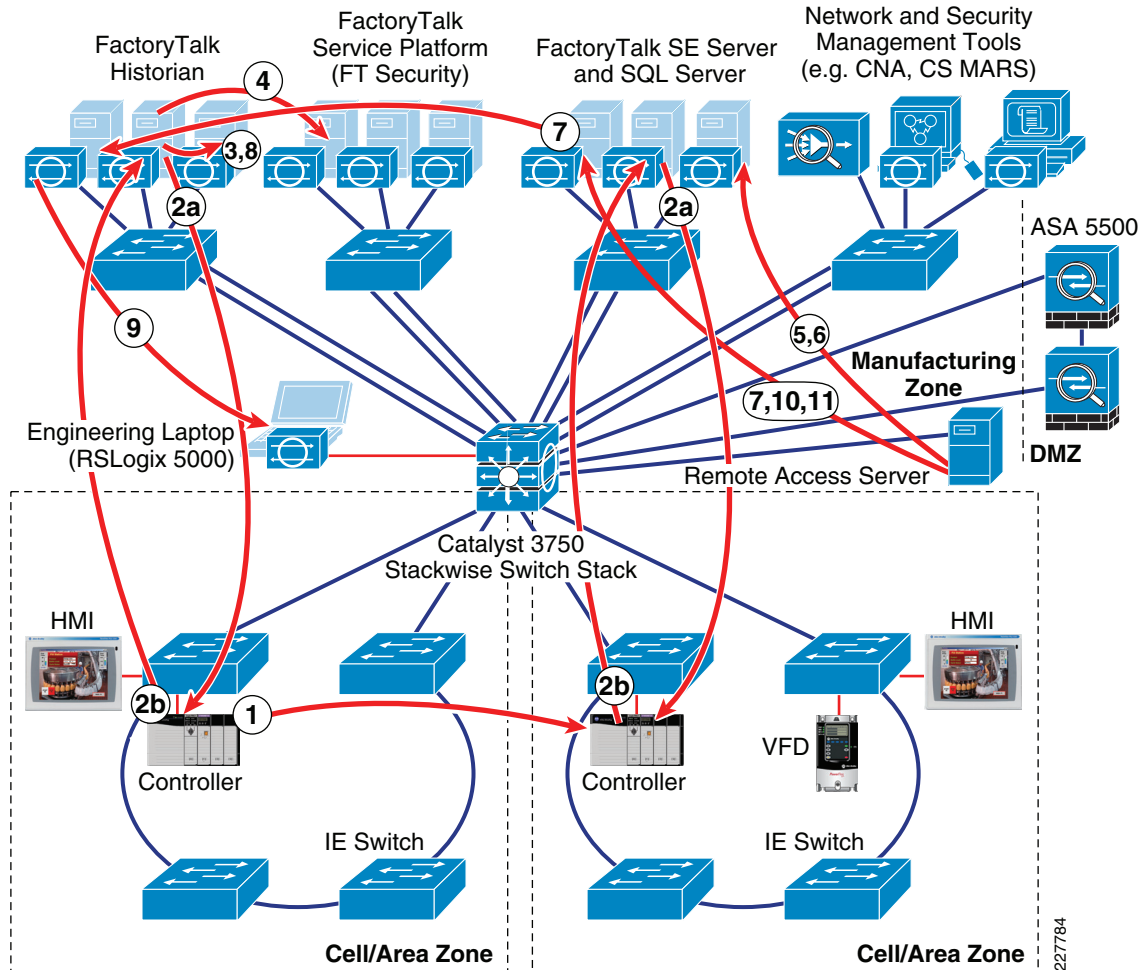 FactoryTalk
Historian
FactoryTalk
Service Platform
(FT Security)
FactoryTalk SE Server
and SQL Server
Network and Security
Management Tools
(e.g. CNA, CS MARS)
4
7
3,8
2a
2a
ASA 5500
9
5,6
Manufacturing
Zone
7,10,11
Engineering Laptop
(RSLogix 5000)
Remote Access Server
DMZ
Catalyst 3750
Stackwise Switch Stack
HMI
HMI
2b
1
2b
Controller
Controller
VFD
IE Switch
IE Switch
Cell/Area Zone
Cell/Area Zone
227784